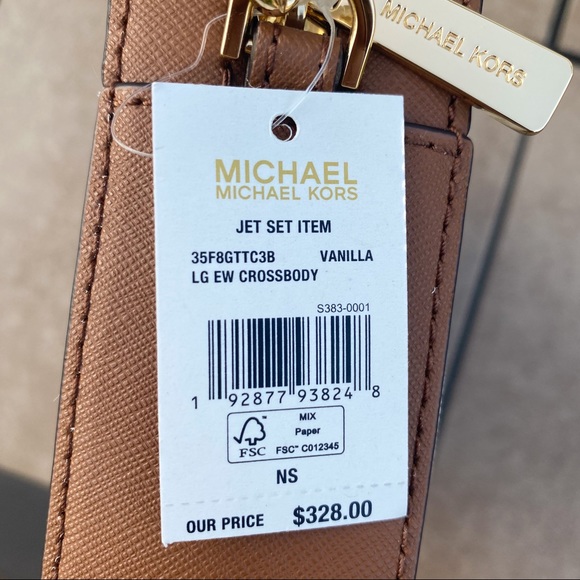 MICHAEL KORS
MICHAEL
MICHAEL KORS
JET SET ITEM
35F8GTTC3B VANILLA
LG EW CROSSBODY
S383-0001
1 92877 93824 8
FSC™
MIX
Paper
FSC™ C012345
NS
OUR PRICE $328.00